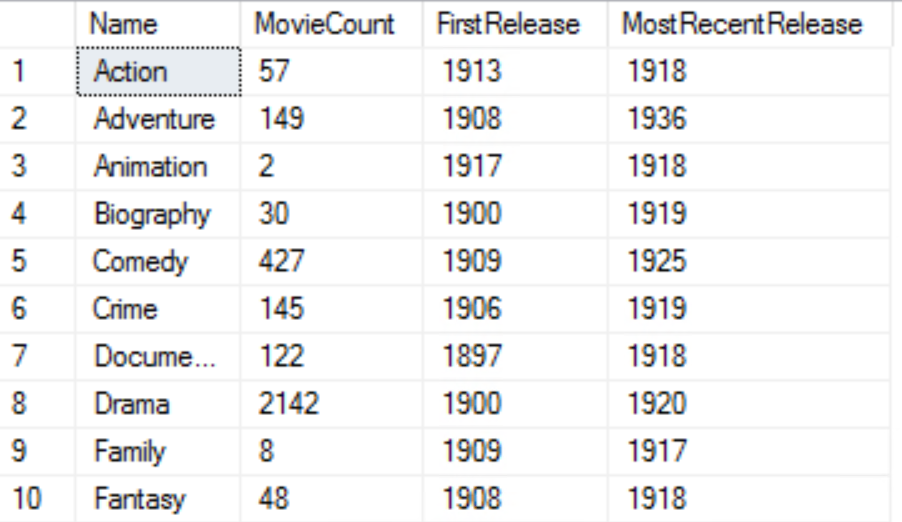 Name MovieCount FirstRelease MostRecentRelease
1 Action 57 1913 1918
2 Adventure 149 1908 1936
3 Animation 2 1917 1918
4 Biography 30 1900 1919
5 Comedy 427 1909 1925
6 Crime 145 1906 1919
7 Docume... 122 1897 1918
8 Drama 2142 1900 1920
9 Family 8 1909 1917
10 Fantasy 48 1908 1918